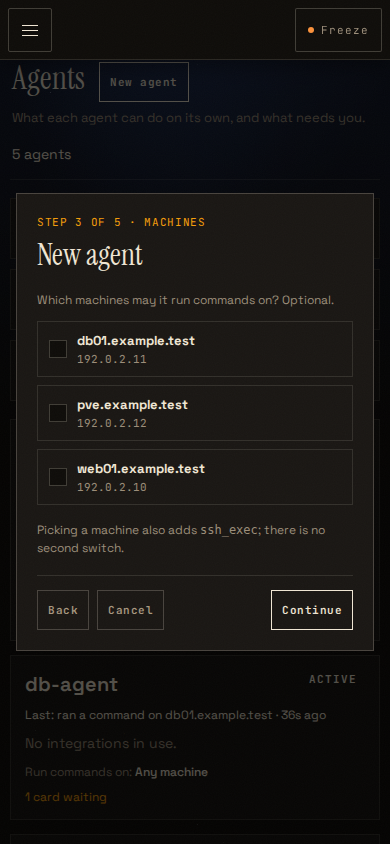 Freeze
Agents
New agent
What each agent can do on its own, and what needs you.
5 agents
STEP 3 OF 5 · MACHINES
New agent
Which machines may it run commands on? Optional.
db01.example.test
192.0.2.11
pve.example.test
192.0.2.12
web01.example.test
192.0.2.10
Picking a machine also adds ssh_exec; there is no
second switch.
Back
Cancel
Continue
db-agent
ACTIVE
Last: ran a command on db01.example.test · 36s ago
No integrations in use.
Run commands on: Any machine
1 card waiting